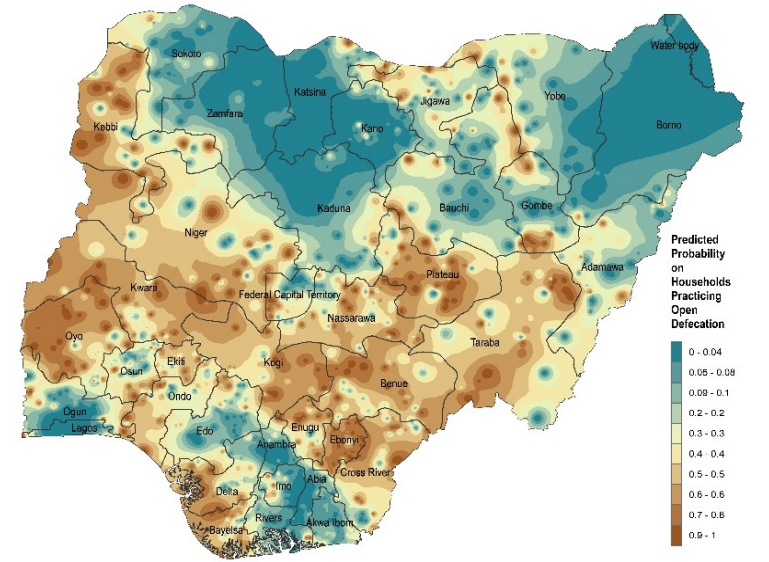 Water body
Sokoto
Katsina
Yobe
Jigawa
Zamfara
Kano
Borno
Kebbi
Kaduna
Bauchi
Gombe
Niger
Predicted
Probability
on
Households
Practicing
Open
Defecation
Adamawa
Plateau
Kwara
Federal Capital Territory
Nassarawa
Oyo
Taraba
0 - 0.04
0.05 - 0.08
0.09 - 0.1
0.2 - 0.2
0.3 - 0.3
0.4 - 0.4
0.5 - 0.5
0.6 - 0.6
0.7 - 0.8
0.9 - 1
Osun
Ekiti
Kogi
Benue
Ondo
Ogun
Lagos
Edo
Enugu
Ebonyi
Anambra
Cross River
Delta
Imo
Abia
Rivers
Akwa Ibom
Bayelsa